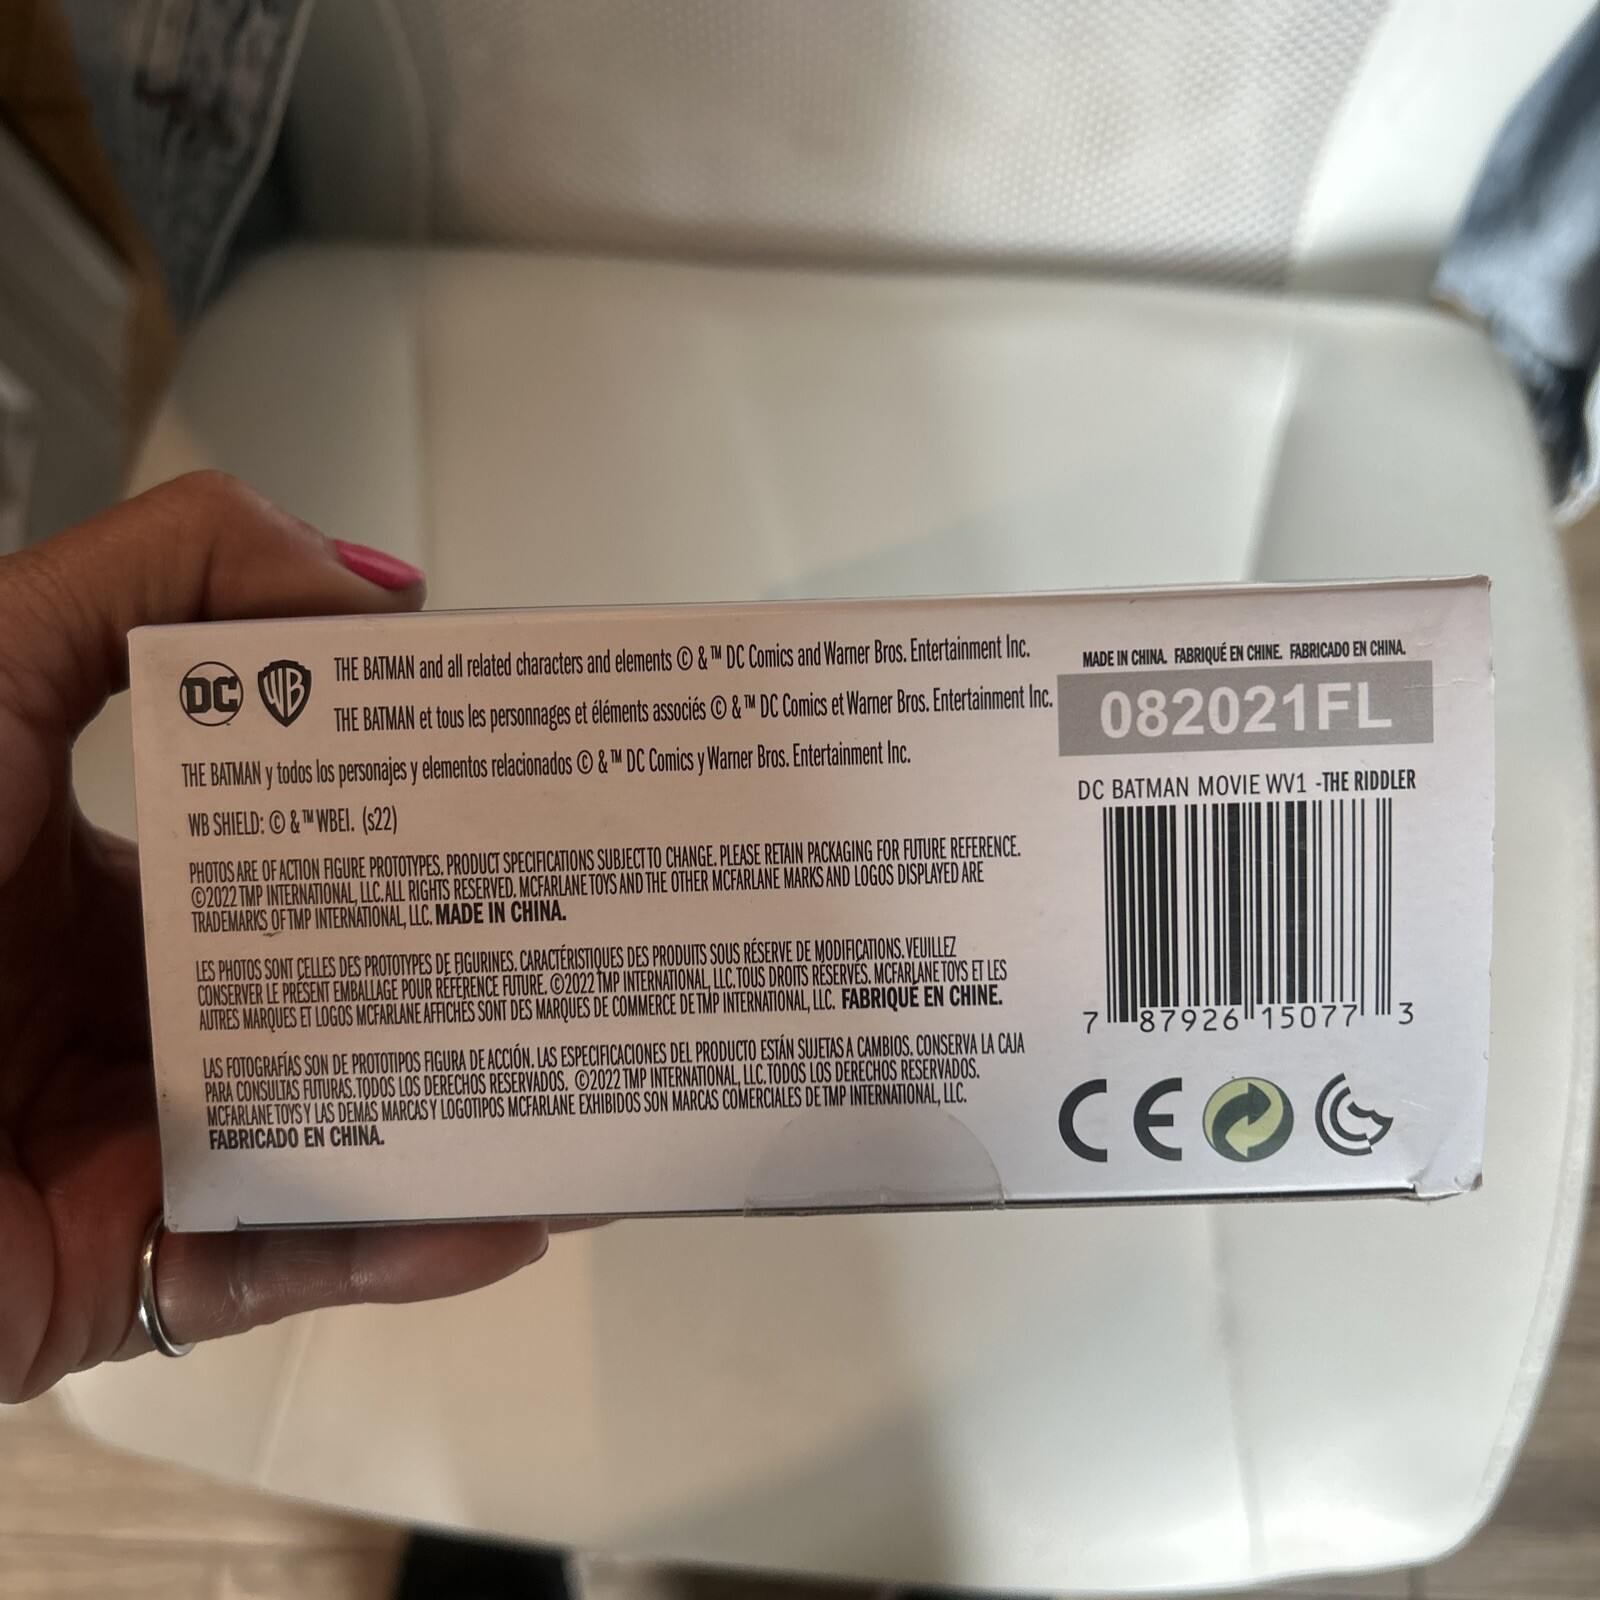 DC WB
THE BATMAN and all related characters and elements © & ™ DC Comics and Warner Bros. Entertainment Inc.
THE BATMAN et tous les personnages et éléments associés © & ™ DC Comics et Warner Bros. Entertainment Inc.
THE BATMAN y todos los personajes y elementos relacionados © & ™ DC Comics y Warner Bros. Entertainment Inc.
WB SHIELD: © & ™ WBEI. (s22)
PHOTOS ARE OF ACTION FIGURE PROTOTYPES. PRODUCT SPECIFICATIONS SUBJECT TO CHANGE. PLEASE RETAIN PACKAGING FOR FUTURE REFERENCE.
©2022 TMP INTERNATIONAL, LLC. ALL RIGHTS RESERVED. MCFARLANE TOYS AND THE OTHER MCFARLANE MARKS AND LOGOS DISPLAYED ARE
TRADEMARKS OF TMP INTERNATIONAL, LLC. MADE IN CHINA.
LES PHOTOS SONT CELLES DES PROTOTYPES DE FIGURINES. CARACTÉRISTIQUES DES PRODUITS SOUS RÉSERVE DE MODIFICATIONS. VEUILLEZ
CONSERVER LE PRÉSENT EMBALLAGE POUR RÉFÉRENCE FUTURE. ©2022 TMP INTERNATIONAL, LLC. TOUS DROITS RÉSERVÉS. MCFARLANE TOYS ET LES
AUTRES MARQUES ET LOGOS MCFARLANE AFFICHÉS SONT DES MARQUES DE COMMERCE DE TMP INTERNATIONAL, LLC. FABRIQUÉ EN CHINE.
LAS FOTOGRAFÍAS SON DE PROTOTIPOS FIGURA DE ACCIÓN. LAS ESPECIFICACIONES DEL PRODUCTO ESTÁN SUJETAS A CAMBIOS. CONSERVA LA CAJA
PARA CONSULTAS FUTURAS. TODOS LOS DERECHOS RESERVADOS. ©2022 TMP INTERNATIONAL, LLC. TODOS LOS DERECHOS RESERVADOS.
MCFARLANE TOYS Y LAS DEMÁS MARCAS Y LOGOTIPOS MCFARLANE EXHIBIDOS SON MARCAS COMERCIALES DE TMP INTERNATIONAL, LLC.
FABRICADO EN CHINA.
MADE IN CHINA. FABRIQUÉ EN CHINE. FABRICADO EN CHINA.
082021FL
DC BATMAN MOVIE WV1 -THE RIDDLER
7 87926 15077 3
CE